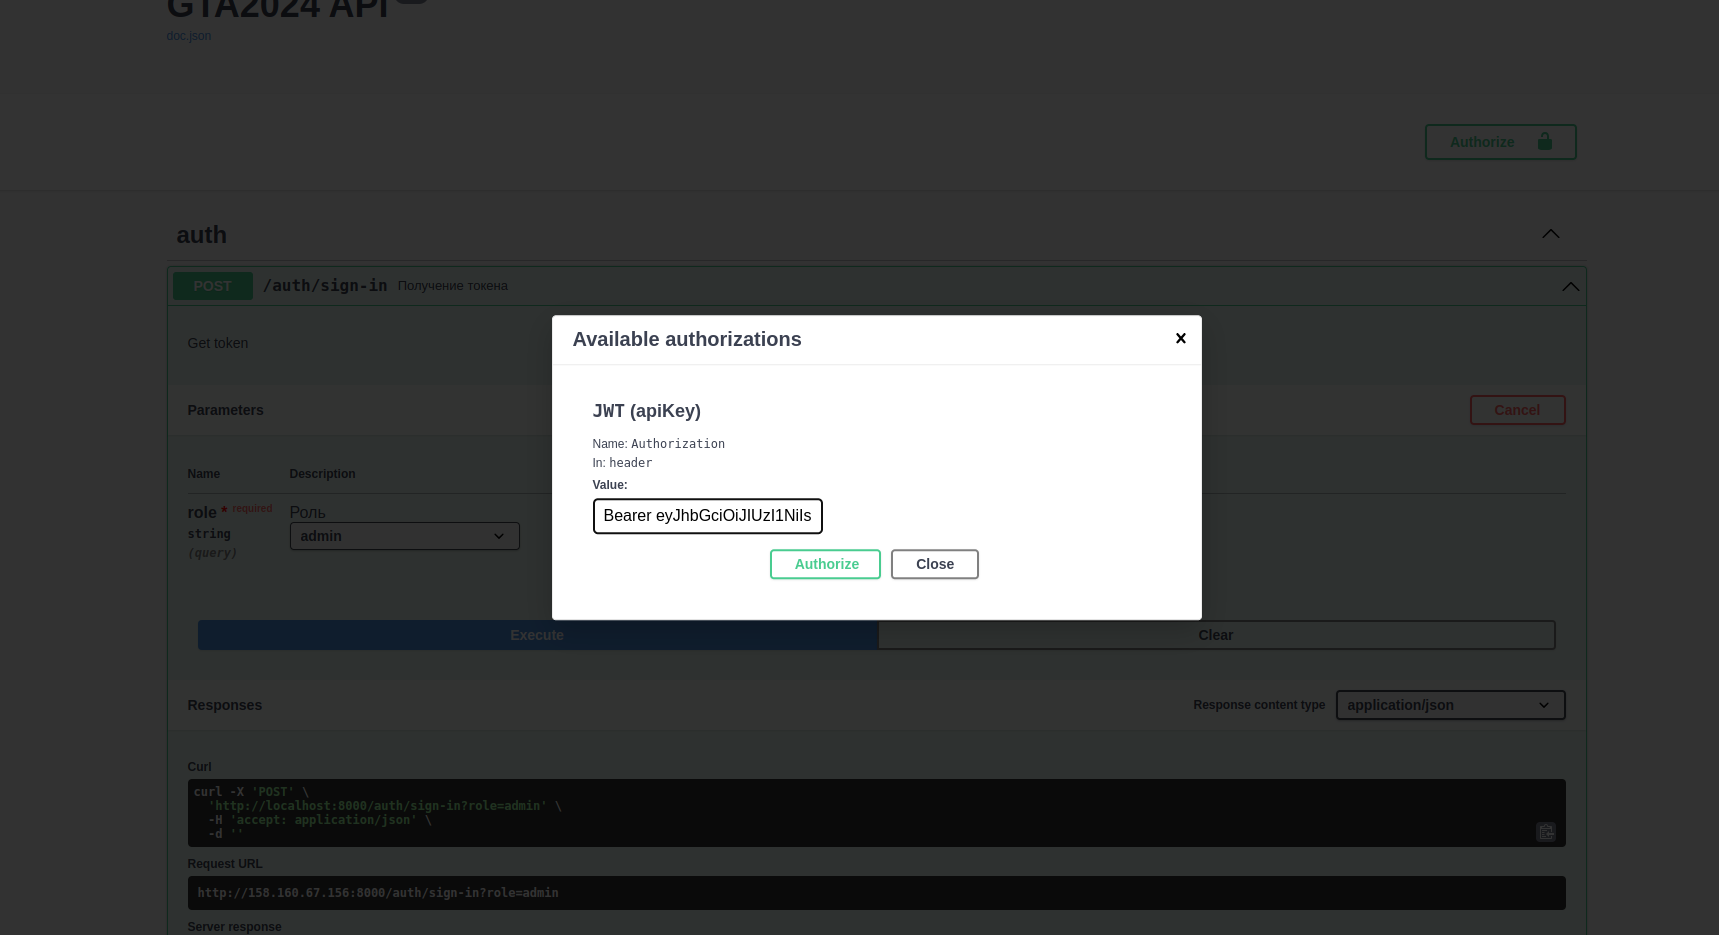 GTA2024 API
doc.json
Authorize
auth
POST /auth/sign-in Получение токена
Available authorizations
Get token
JWT (apiKey)
Parameters
Cancel
Name: Authorization
In: header
Name Description
Value:
role * required
Роль
Bearer eyJhbGciOiJIUzI1NiIs
string
admin
(query)
Authorize
Close
Execute
Clear
Responses
Response content type
application/json
Curl
curl -X 'POST' \
'http://localhost:8000/auth/sign-in?role=admin' \
-H 'accept: application/json' \
-d ''
Request URL
http://158.160.67.156:8000/auth/sign-in?role=admin
Server response